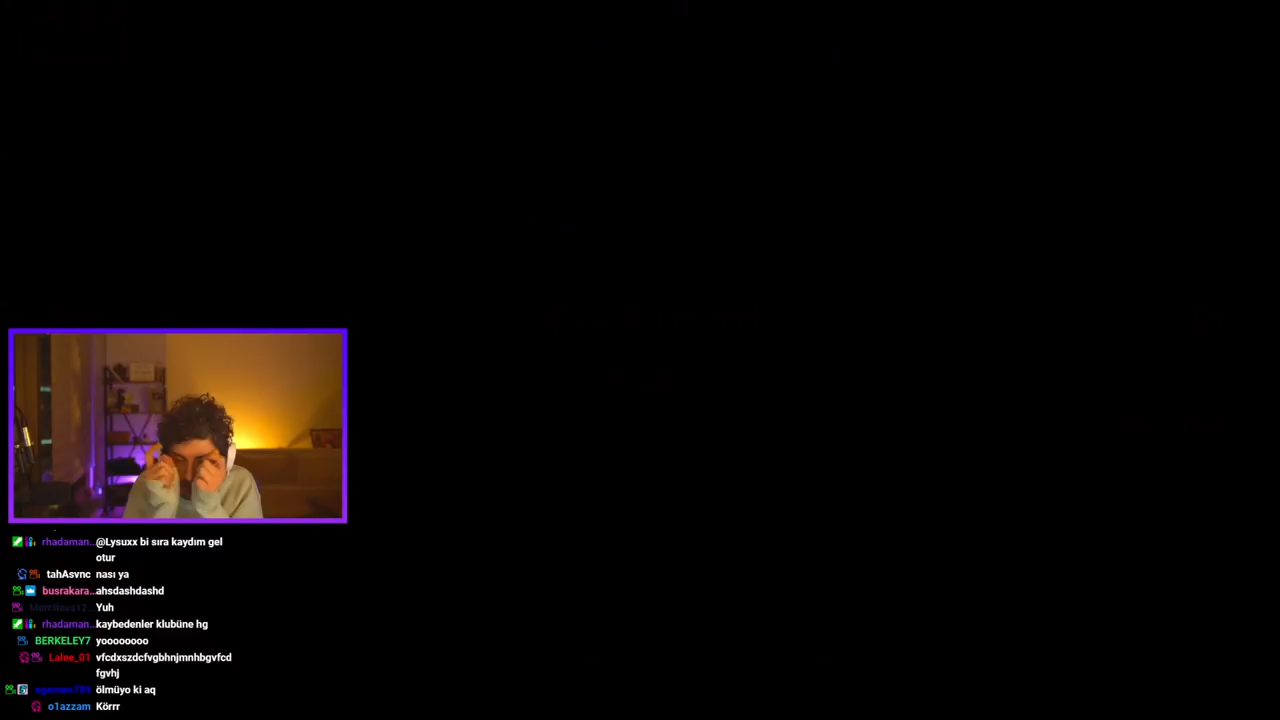 rhadaman... @Lysuxx bi sıra kaydım gel
otur
tahAsvnc nası ya
busrakara... ahsdashdashd
Yuh
rhadaman... kaybedenler klubüne hg
BERKELEY7 yoooooooo
Lalee_01 vfcdxszdcfvgbhnjmnhbgvfcd
fgvhj
ölmüyo ki aq
o1azzam Körrr